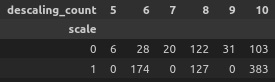 descaling_count 5 6 7 8 9 10
scale
0 6 28 20 122 31 103
1 0 174 0 127 0 383